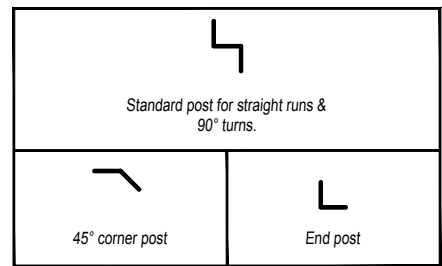 Standard post for straight runs &
90° turns.
45° corner post
End post